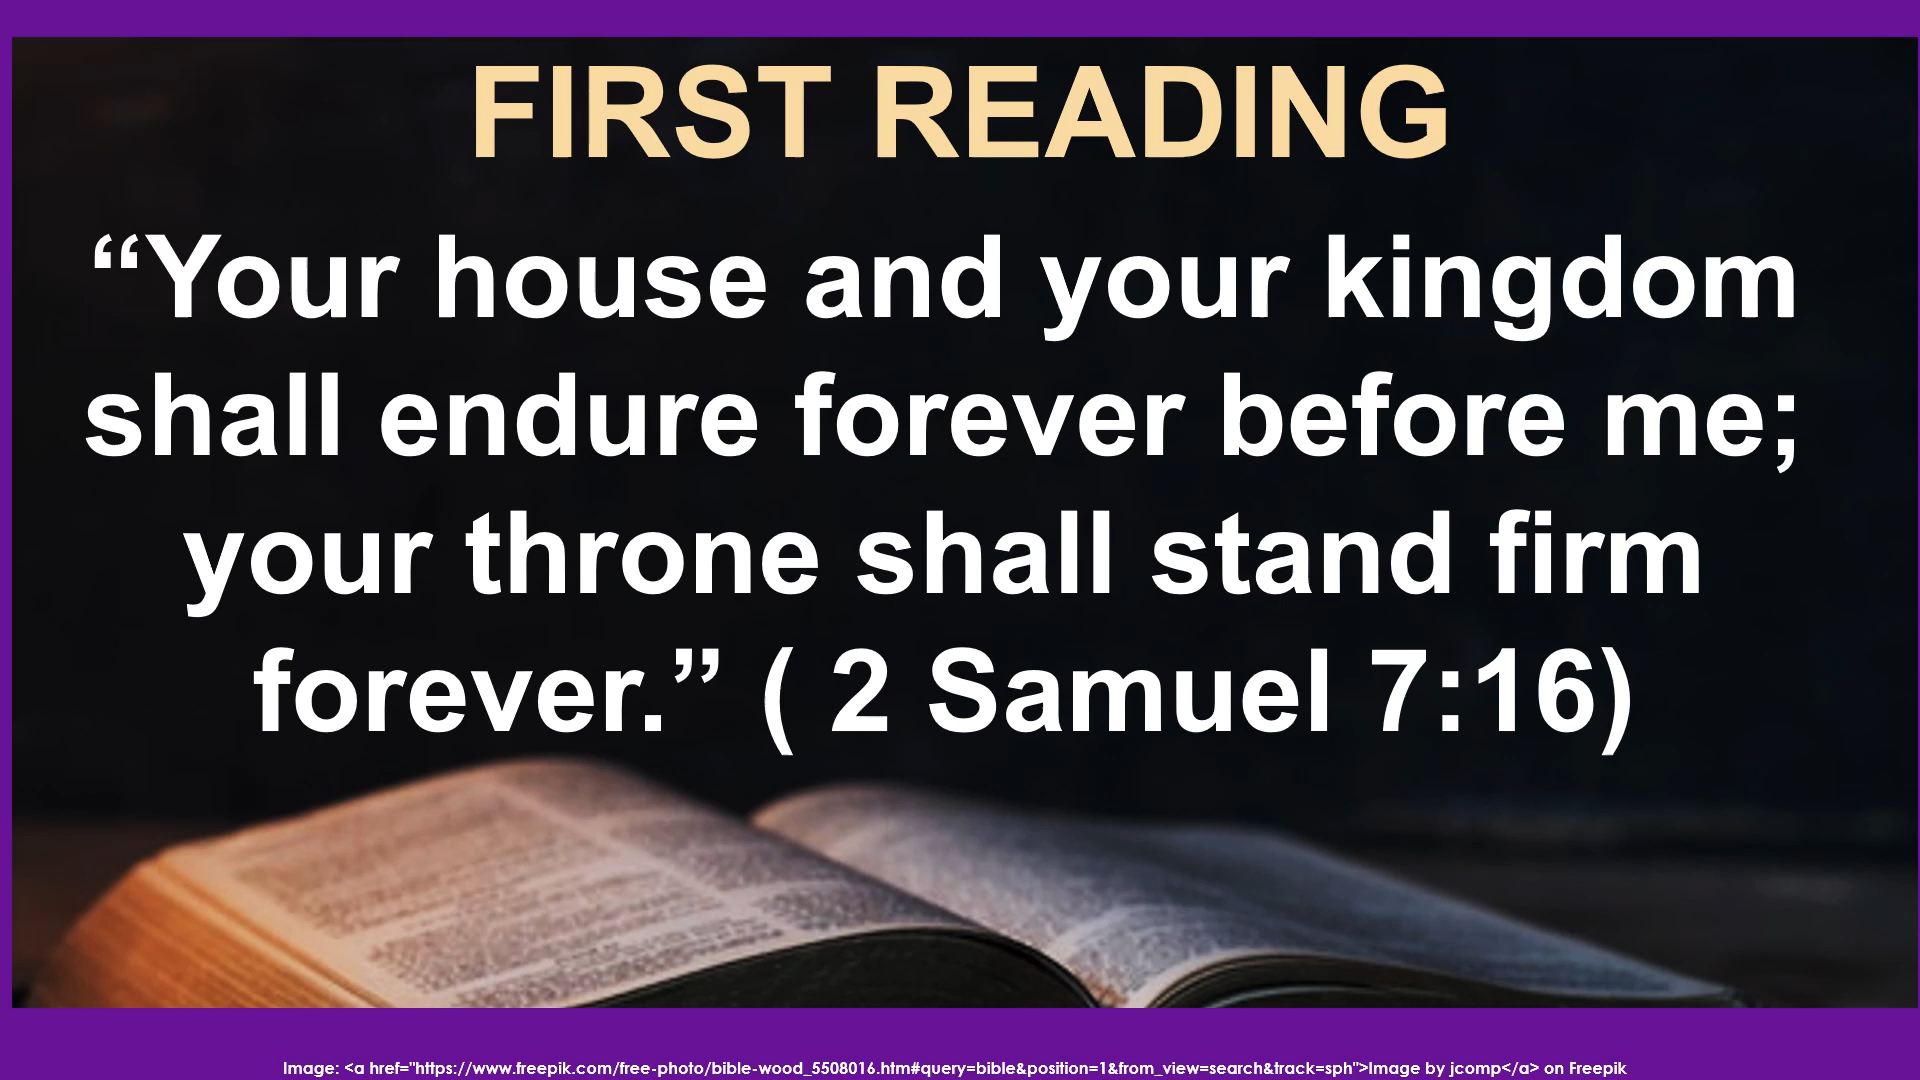 FIRST READING
“Your house and your kingdom
shall endure forever before me;
your throne shall stand firm
forever.” ( 2 Samuel 7:16)
Image: <a href="https://www.freepik.com/free-photo/bible-wood_5508016.htm#query=bible&position=1&from_view=search&track=sph">Image by jcomp</a> on Freepik